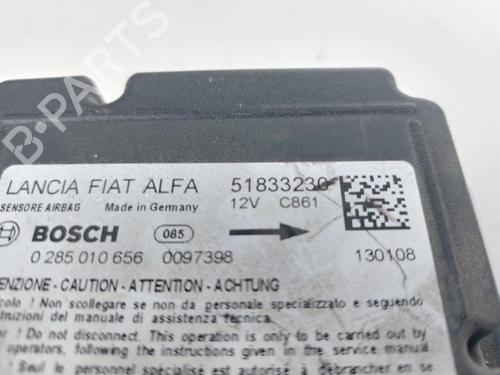 LANCIA FIAT ALFA 51833230
SENSORE AIRBAG Made in Germany 12V C861
BOSCH 085
0 285 010 656 0097398 130108
ENZIONE - CAUTION - ATTENTION - ACHTUNG
colo ! Non scollegare se non da personale specializzato e seguendo
struzioni del manuale di assistenza tecnica.
! Do not disconnect. This operation is only to be carried out by
operators, following the instructions given in the service manual.
! Seul le personnel spécialisé est autorisé à débrancher en se
B-PARTS